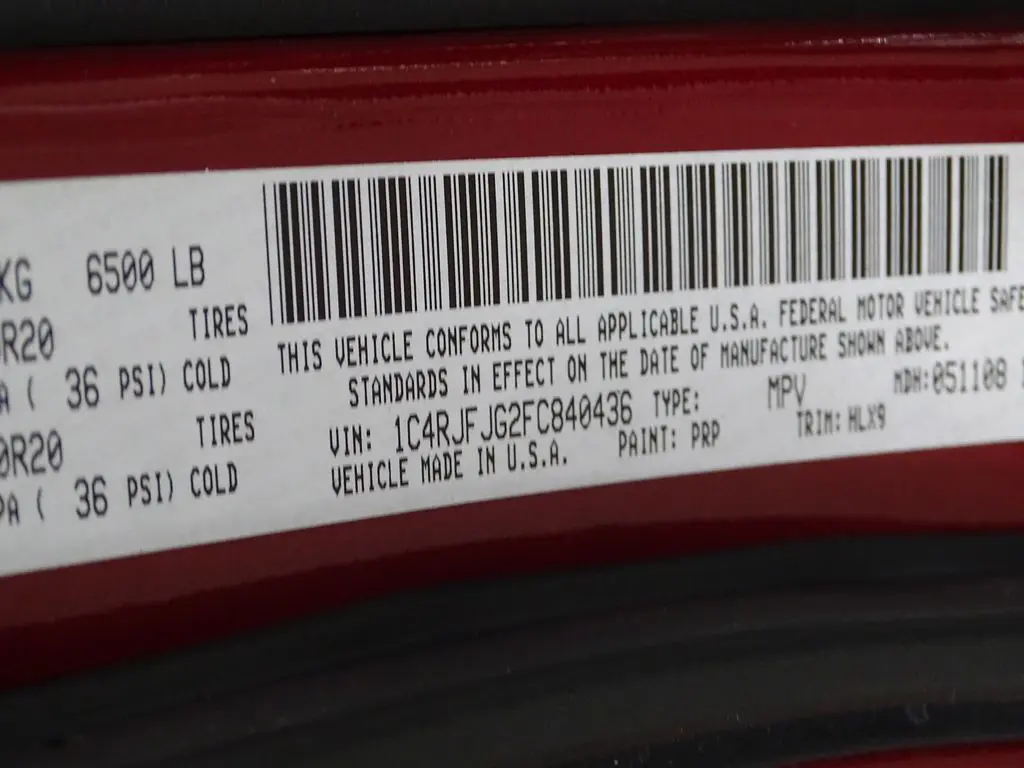 KG 6500 LB
R20 TIRES
A ( 36 PSI) COLD
0R20 TIRES
PA ( 36 PSI) COLD
THIS VEHICLE CONFORMS TO ALL APPLICABLE U.S.A. FEDERAL MOTOR VEHICLE SAFE
STANDARDS IN EFFECT ON THE DATE OF MANUFACTURE SHOWN ABOVE.
VIN: 1C4RJFJG2FC840436 TYPE: MPV MDH:051108
VEHICLE MADE IN U.S.A. PAINT: PRP TRIM: HLX9